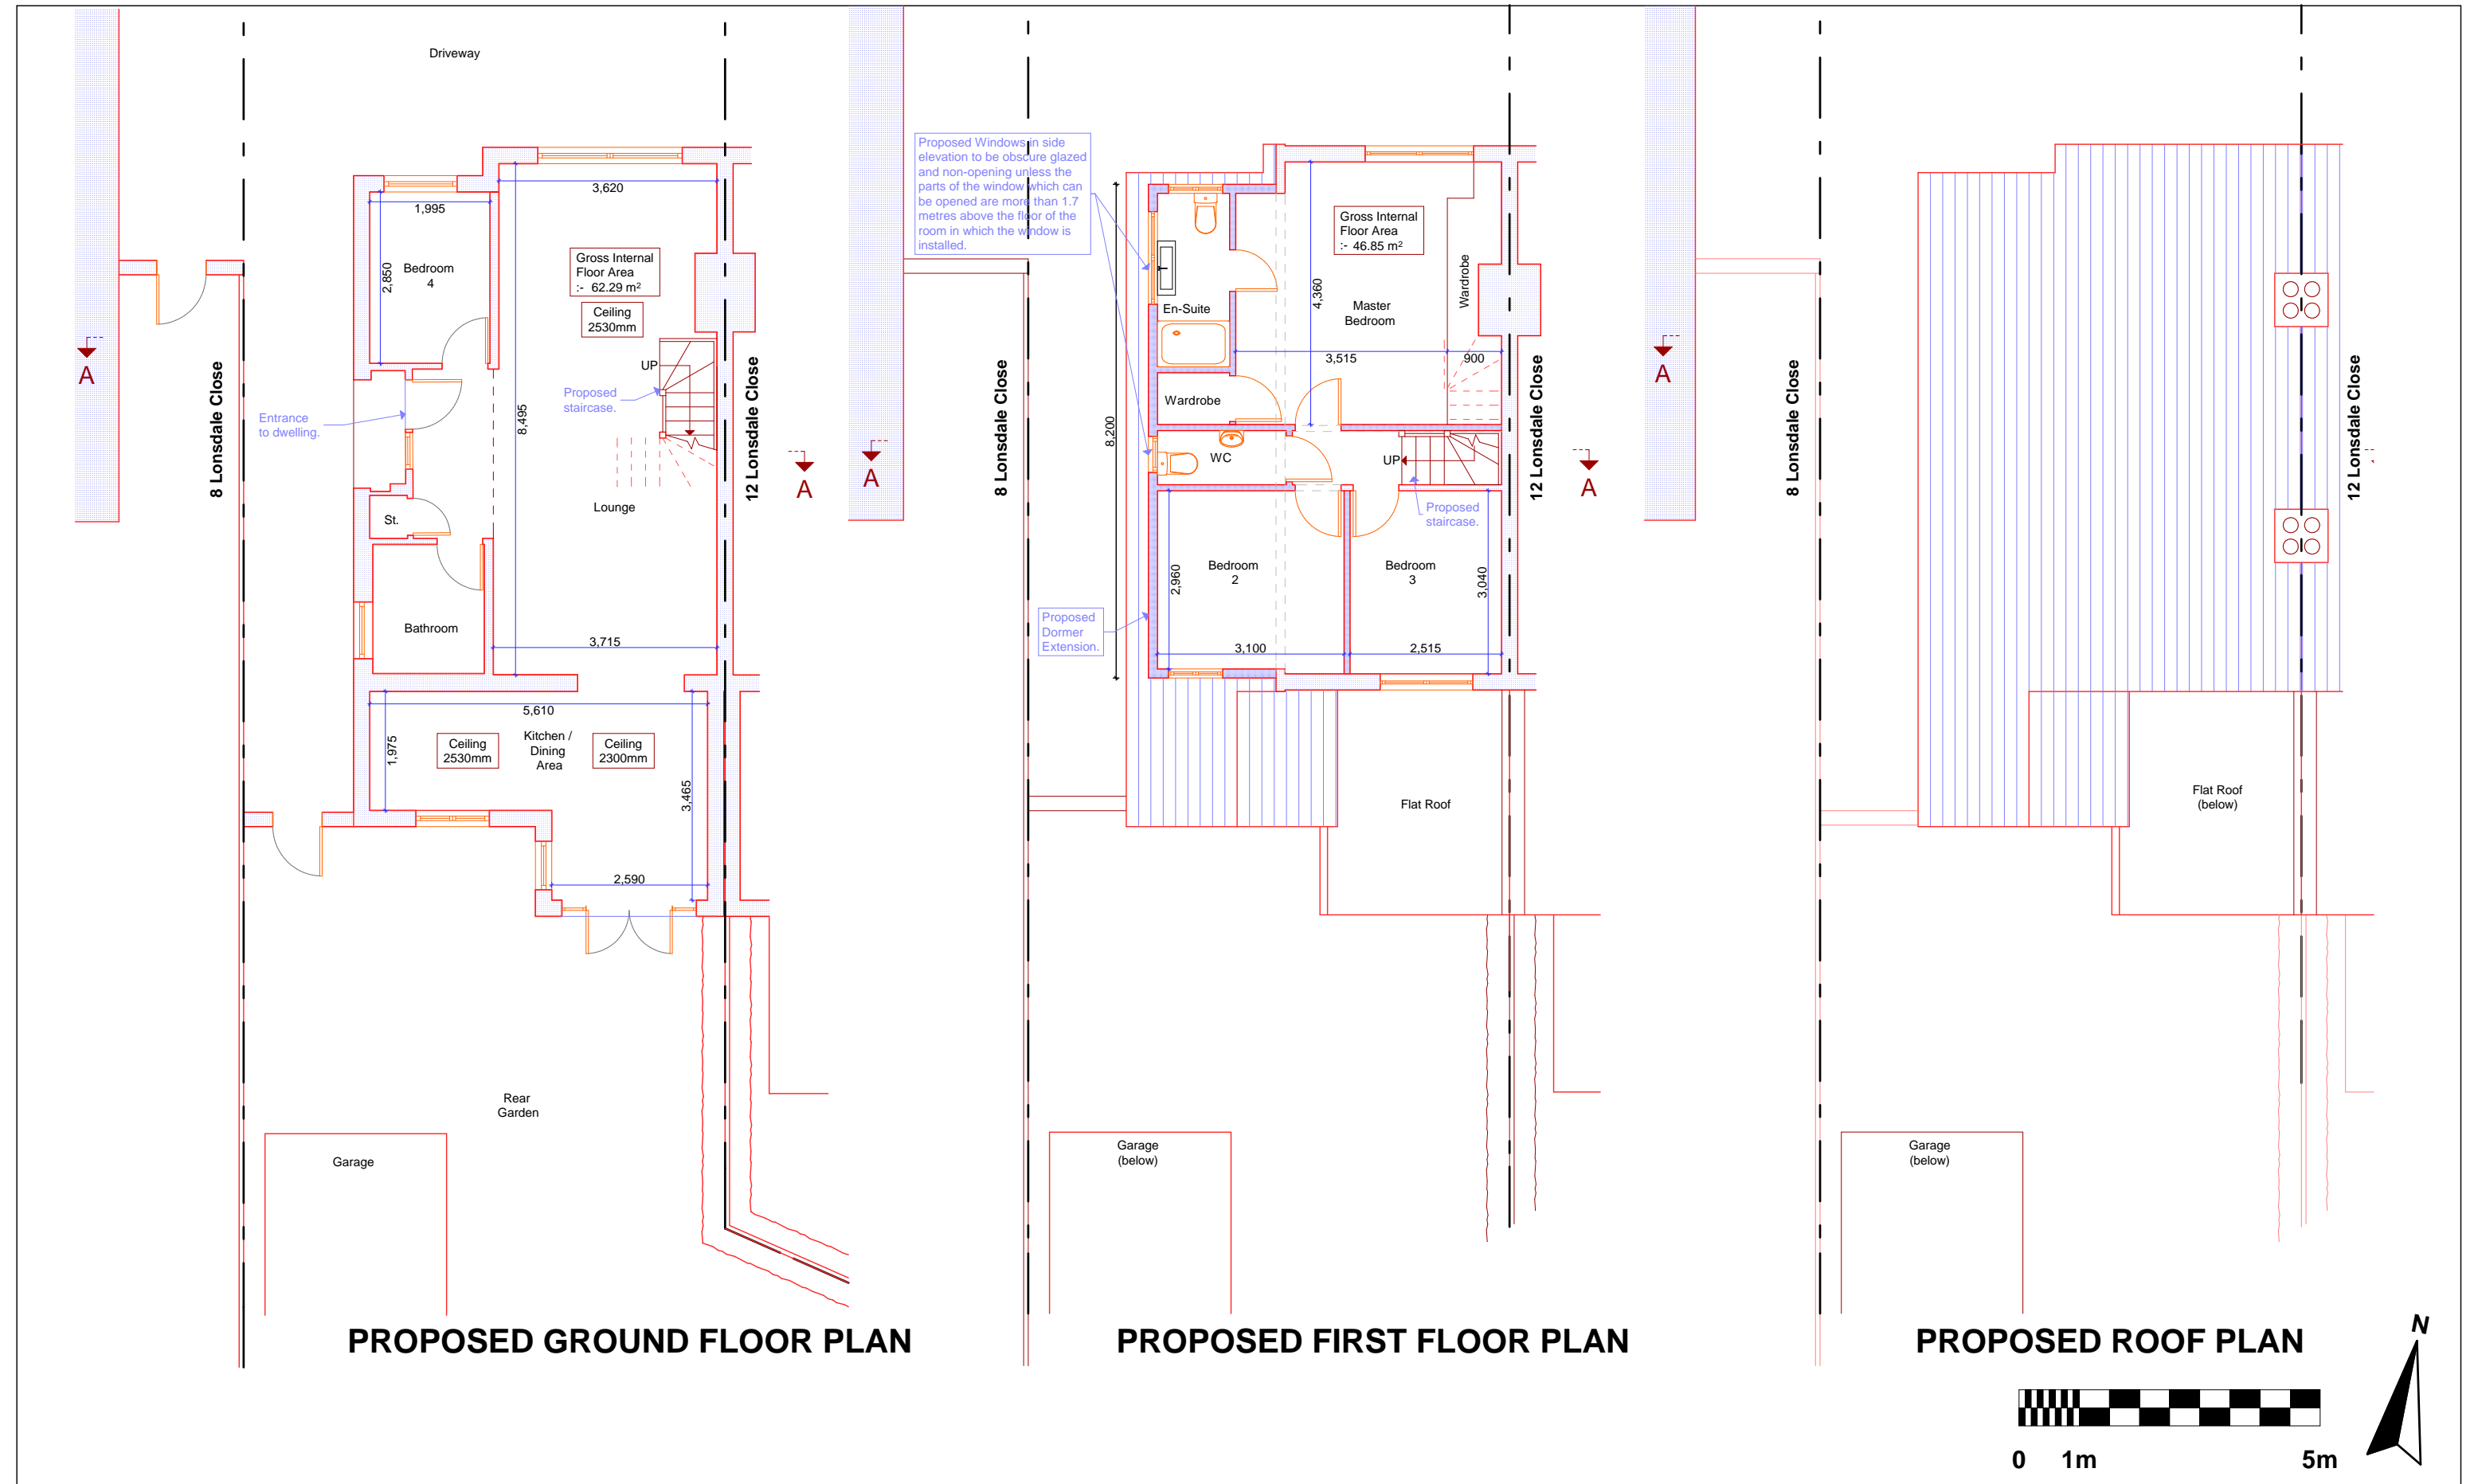 Driveway
3,620
1,995
Gross Internal
Floor Area
:- 62.29 m²
Ceiling
2530mm
Bedroom
4
2,850
UP
Proposed
staircase.
8,495
Entrance
to dwelling.
8 Lonsdale Close
12 Lonsdale Close
A
A
St.
Lounge
Bathroom
3,715
5,610
1,975
Ceiling
2530mm
Kitchen /
Dining
Area
Ceiling
2300mm
3,465
2,590
Rear
Garden
Garage
PROPOSED GROUND FLOOR PLAN
Proposed Windows in side
elevation to be obscure glazed
and non-opening unless the
parts of the window which can
be opened are more than 1.7
metres above the floor of the
room in which the window is
installed.
Gross Internal
Floor Area
:- 46.85 m²
Wardrobe
4,360
En-Suite
Master
Bedroom
3,515
900
Wardrobe
8 Lonsdale Close
12 Lonsdale Close
A
A
8,200
WC
UP
Proposed
staircase.
Bedroom
2
Bedroom
3
2,960
3,040
Proposed
Dormer
Extension.
3,100
2,515
Flat Roof
Garage
(below)
PROPOSED FIRST FLOOR PLAN
A
8 Lonsdale Close
12 Lonsdale Close
Flat Roof
(below)
Garage
(below)
PROPOSED ROOF PLAN
N
0 1m 5m